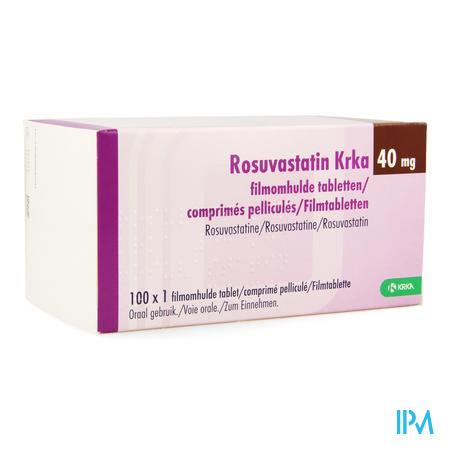 Rosuvastatin Krka 40 mg
filmomhulde tabletten/
comprimés pelliculés/Filmtabletten
Rosuvastatine/Rosuvastatine/Rosuvastatin
100 x 1 filmomhulde tablet/comprimé pelliculé/Filmtablette
Oraal gebruik./Voie orale./Zum Einnehmen.
KRKA
IPM